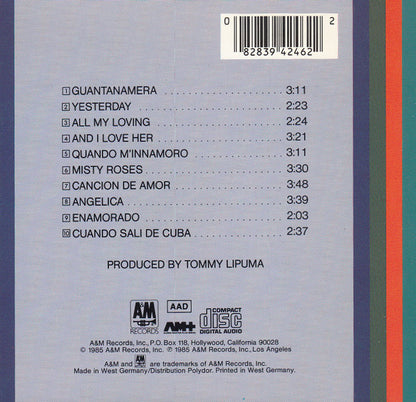 0 82839 42462 2
1 GUANTANAMERA 3:11
2 YESTERDAY 2:23
3 ALL MY LOVING 2:24
4 AND I LOVE HER 3:21
5 QUANDO M'INNAMORO 3:11
6 MISTY ROSES 3:30
7 CANCION DE AMOR 3:48
8 ANGELICA 3:39
9 ENAMORADO 2:03
10 CUANDO SALI DE CUBA 2:37
PRODUCED BY TOMMY LIPUMA
A&M RECORDS
AAD
AM+
COMPACT disc DIGITAL AUDIO
A&M Records, Inc., P.O. Box 118, Hollywood, California 90028
© 1985 A&M Records, Inc. ℗ 1985 A&M Records, Inc., Los Angeles
A&M and A&M RECORDS are trademarks of A&M Records, Inc.
Made in West Germany/Distribution Polydor. Printed in West Germany.